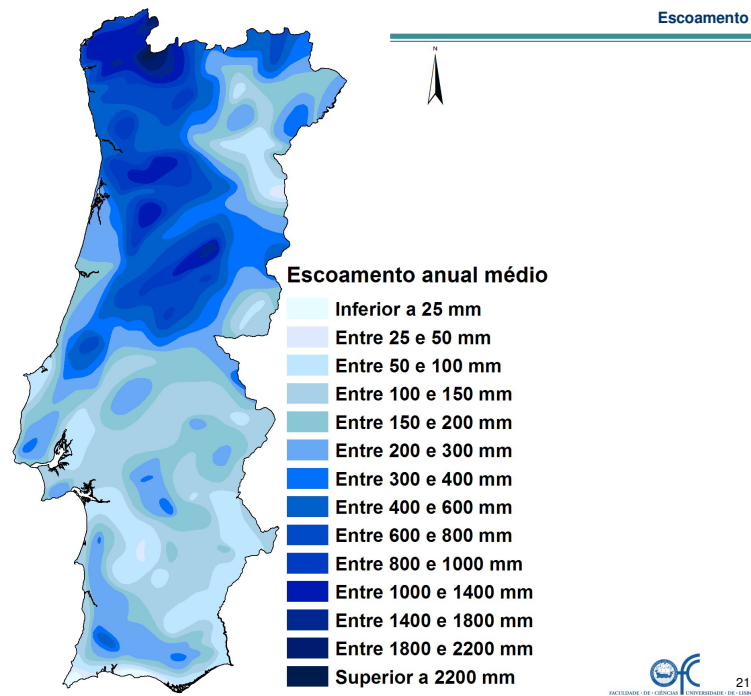 Escoamento
N
Escoamento anual médio
Inferior a 25 mm
Entre 25 e 50 mm
Entre 50 e 100 mm
Entre 100 e 150 mm
Entre 150 e 200 mm
Entre 200 e 300 mm
Entre 300 e 400 mm
Entre 400 e 600 mm
Entre 600 e 800 mm
Entre 800 e 1000 mm
Entre 1000 e 1400 mm
Entre 1400 e 1800 mm
Entre 1800 e 2200 mm
Superior a 2200 mm
21